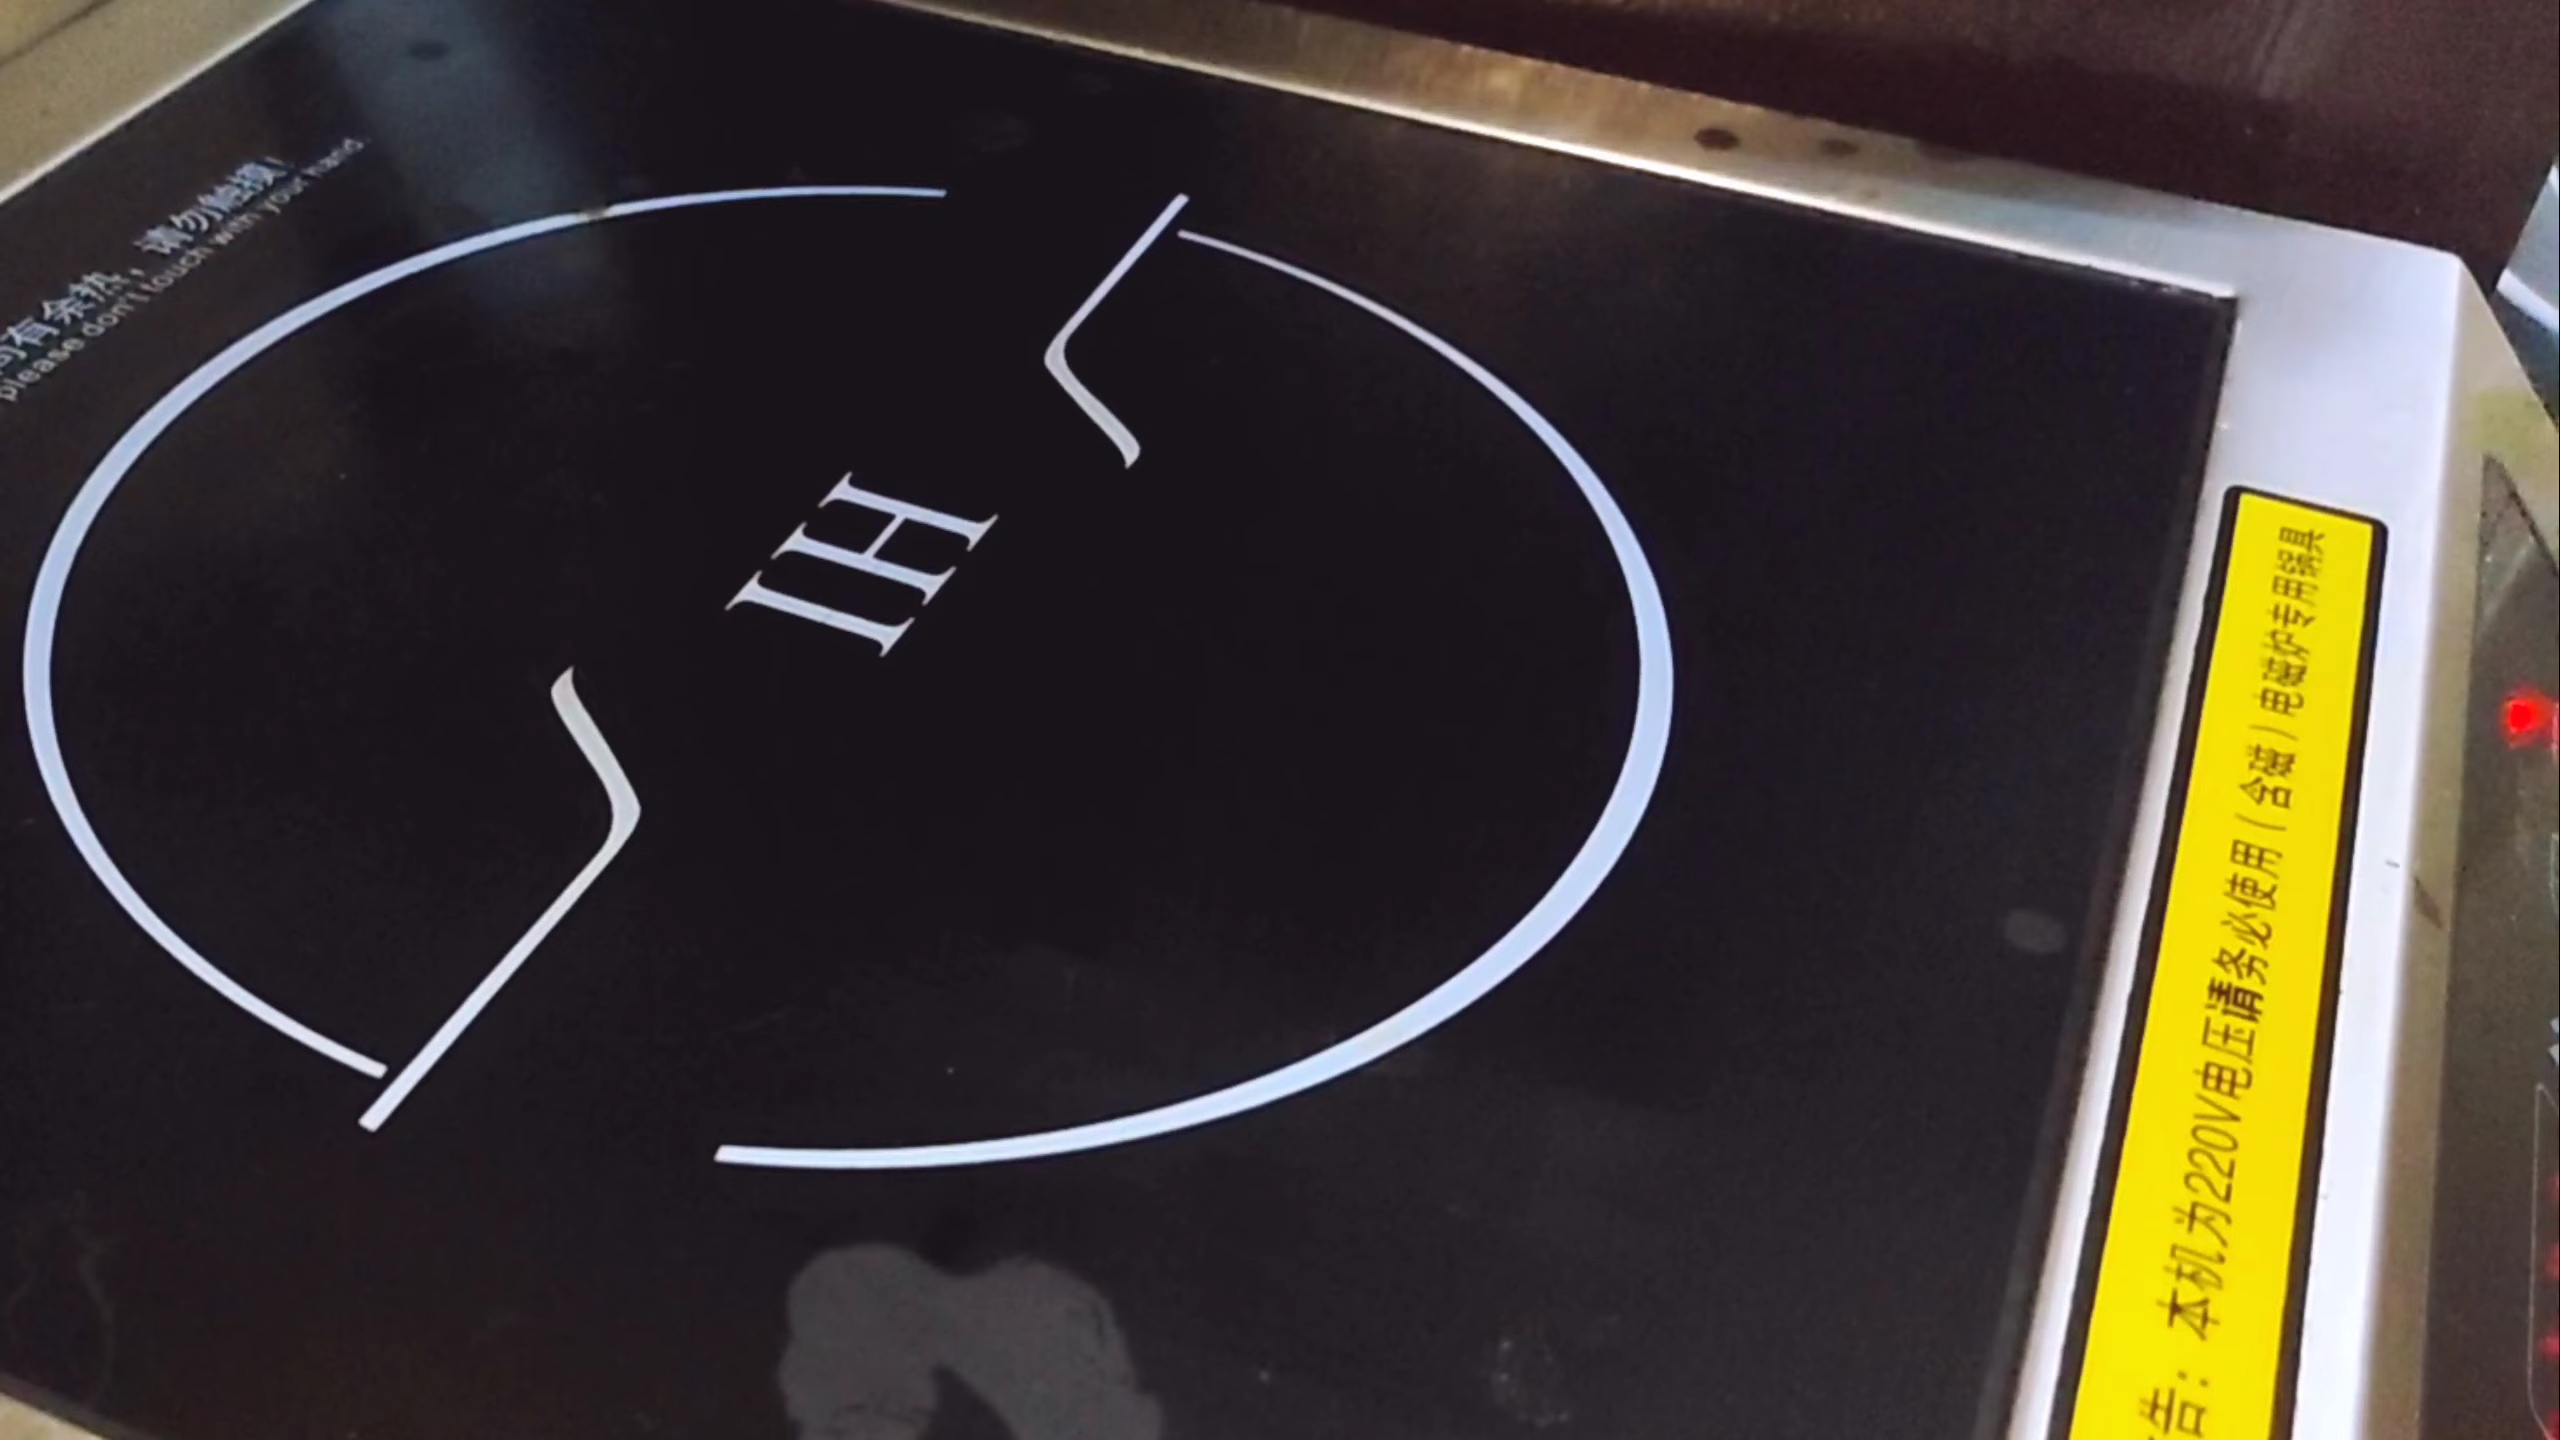 有余热，请勿触摸！
please don't touch with your hand.
IH
告：本机为220V电压请务必使用（含磁）电磁炉专用锅具